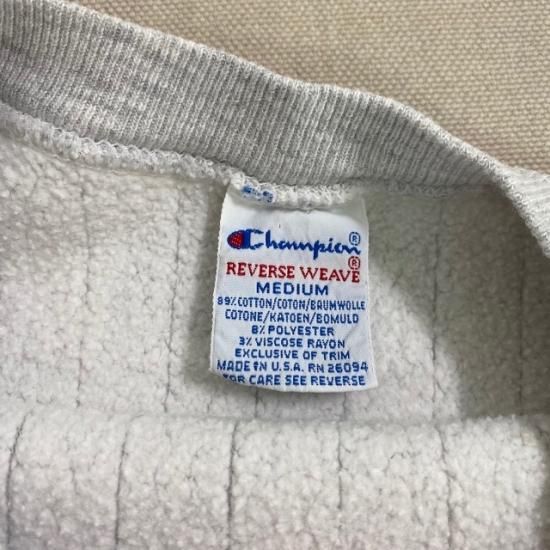 Champion®
REVERSE WEAVE®
MEDIUM
89% COTTON/COTON/BAUMWOLLE
COTONE/KATOEN/BOMULD
8% POLYESTER
3% VISCOSE RAYON
EXCLUSIVE OF TRIM
MADE IN U.S.A. RN 26094
FOR CARE SEE REVERSE